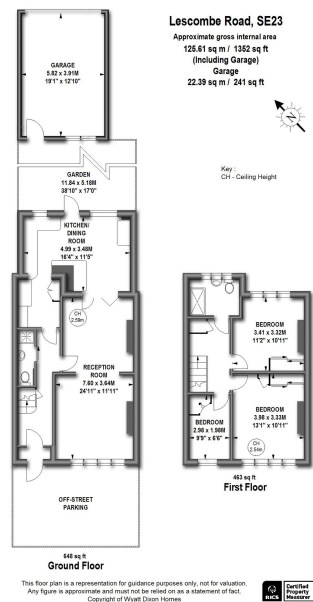 Lescombe Road, SE23
Approximate gross internal area
125.61 sq m / 1352 sq ft
(Including Garage)
Garage
22.39 sq m / 241 sq ft
N
Key :
CH - Ceiling Height
GARAGE
5.82 x 3.91M
19'1" x 12'10"
GARDEN
11.84 x 5.18M
38'10" x 17'0"
KITCHEN/
DINING
ROOM
4.99 x 3.48M
16'4" x 11'5"
CH
2.59m
RECEPTION
ROOM
7.60 x 3.64M
24'11" x 11'11"
OFF-STREET
PARKING
648 sq ft
Ground Floor
BEDROOM
3.41 x 3.32M
11'2" x 10'11"
BEDROOM
3.98 x 3.33M
13'1" x 10'11"
CH
2.54m
BEDROOM
2.98 x 1.98M
9'9" x 6'6"
463 sq ft
First Floor
This floor plan is a representation for guidance purposes only, not for valuation.
Any figure is approximate and must not be relied on as a statement of fact.
Copyright of Wyatt Dixon Homes
RICS
Certified
Property
Measurer